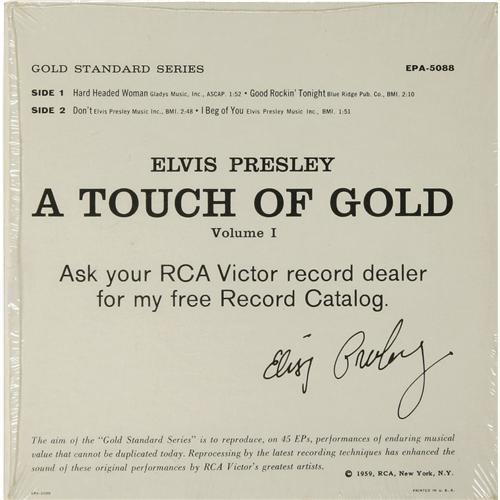 GOLD STANDARD SERIES EPA-5088
SIDE 1 Hard Headed Woman Gladys Music, Inc., ASCAP. 1:52 • Good Rockin' Tonight Blue Ridge Pub. Co., BMI. 2:10
SIDE 2 Don't Elvis Presley Music Inc., BMI. 2:48 • I Beg of You Elvis Presley Music Inc., BMI. 1:51
ELVIS PRESLEY
A TOUCH OF GOLD
Volume I
Ask your RCA Victor record dealer
for my free Record Catalog.
Elvis Presley
The aim of the "Gold Standard Series" is to reproduce, on 45 EPs, performances of enduring musical
value that cannot be duplicated today. Reprocessing by the latest recording techniques has enhanced the
sound of these original performances by RCA Victor's greatest artists.
© 1959, RCA, New York, N.Y.
EPA-5088 PRINTED IN U.S.A.